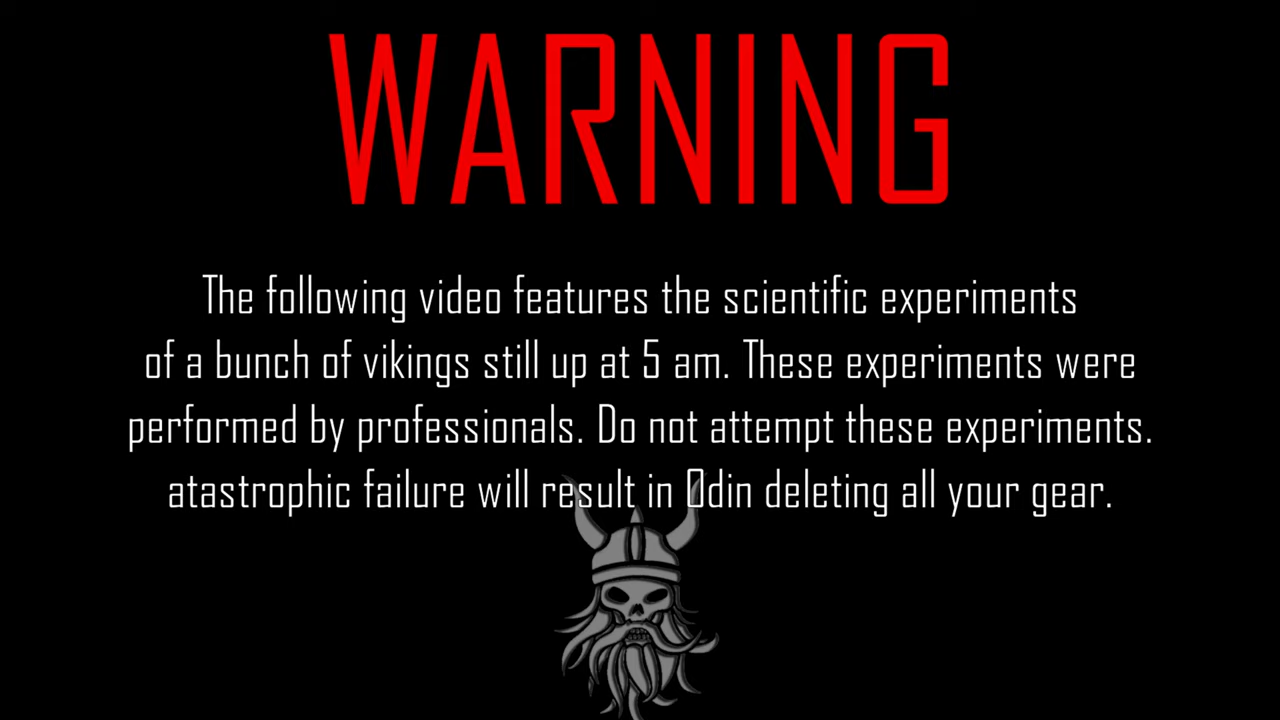 WARNING
The following video features the scientific experiments
of a bunch of vikings still up at 5 am. These experiments were
performed by professionals. Do not attempt these experiments.
atastrophic failure will result in Odin deleting all your gear.